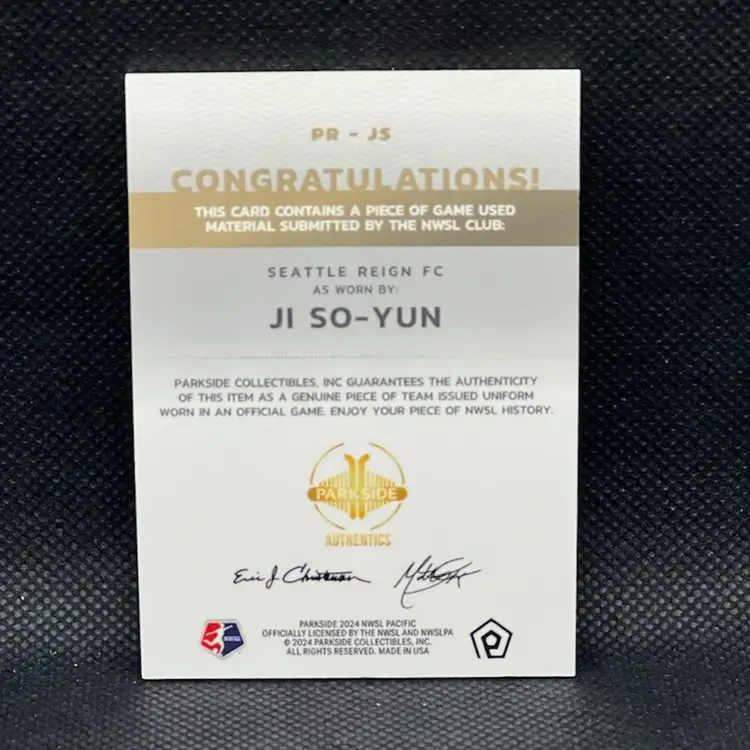 PR - JS
CONGRATULATIONS!
THIS CARD CONTAINS A PIECE OF GAME USED
MATERIAL SUBMITTED BY THE NWSL CLUB:
SEATTLE REIGN FC
AS WORN BY:
JI SO-YUN
PARKSIDE COLLECTIBLES, INC GUARANTEES THE AUTHENTICITY
OF THIS ITEM AS A GENUINE PIECE OF TEAM ISSUED UNIFORM
WORN IN AN OFFICIAL GAME. ENJOY YOUR PIECE OF NWSL HISTORY.
PARKSIDE
AUTHENTICS
Eric J.
NWSL
PARKSIDE 2024 NWSL PACIFIC
OFFICIALLY LICENSED BY THE NWSL AND NWSLPA
© 2024 PARKSIDE COLLECTIBLES, INC.
ALL RIGHTS RESERVED. MADE IN USA